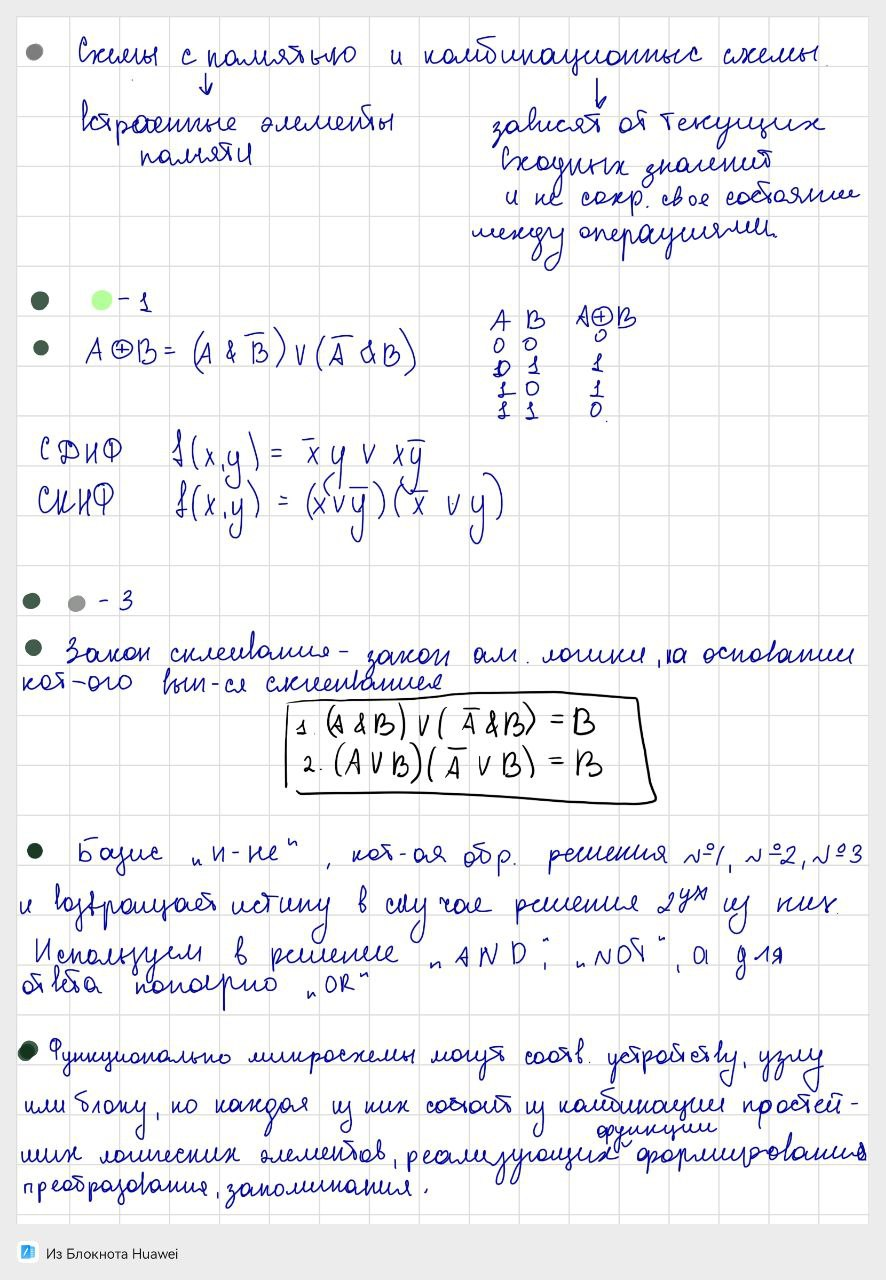 Схемы с памятью и комбинационные схемы.
↓ ↓
встроенные элементы памяти
зависят от текущих
входных значений
и не сохр. свое состояние
между операциями.
- 1
A⊕B = (A & B̅) ∨ (A̅ & B)
A B A⊕B
0 0 0
0 1 1
1 0 1
1 1 0
СДНФ f(x,y) = x̅ y ∨ x y̅
СКНФ f(x,y) = (x ∨ y̅)(x̅ ∨ y)
- 3
Закон склеивания - закон ал. логики, на основании
кот-ого вып-ся склеивание
1. (A & B) ∨ (A̅ & B) = B
2. (A ∨ B)(A̅ ∨ B) = B
Базис „и-не“, кот-ая обр. решения №1, №2, №3
и возвращает истину в случае решения 2ух из них.
Используем в решение „AND“, „NOT“, а для
ответа попарно „OR“
Функционально микросхемы могут соотв. устройству, узлу
или блоку, но каждая из них состоит из комбинации простей-
ших логических элементов, реализующих функции формирования
преобразования, запоминания.
Из Блокнота Huawei